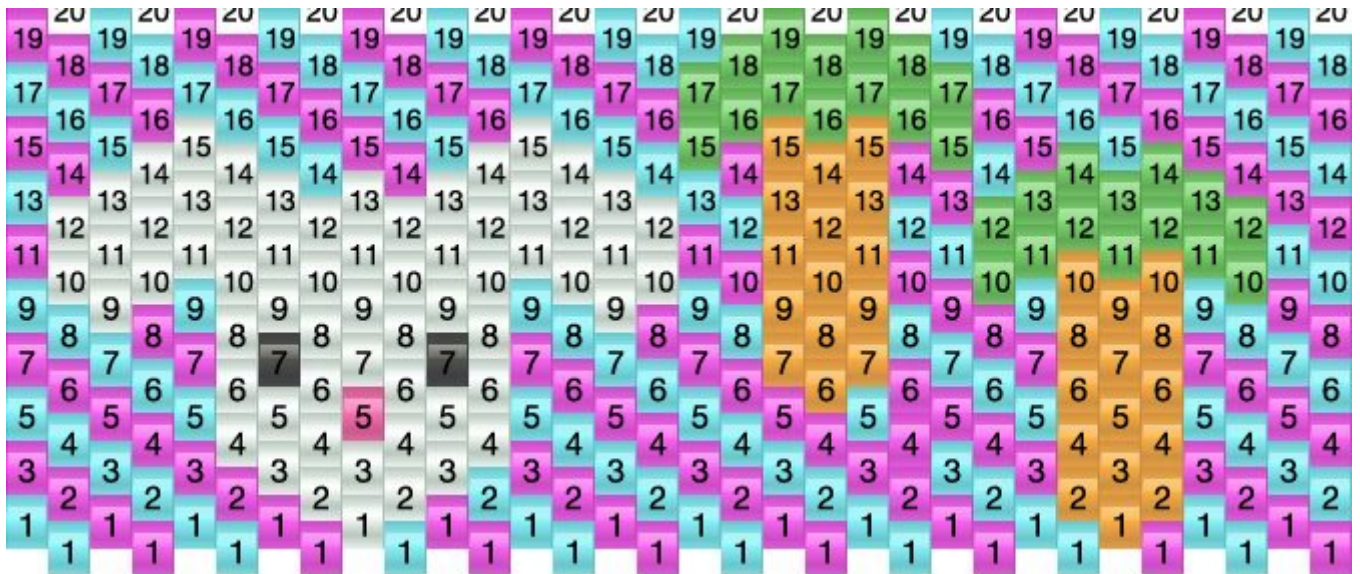 20 20 20 20 20 20 20 20 20 20 20 20 20 20 20 20
19 19 19 19 19 19 19 19 19 19 19 19 19 19 19 19
18 18 18 18 18 18 18 18 18 18 18 18 18 18 18 18
17 17 17 17 17 17 17 17 17 17 17 17 17 17 17 17
16 16 16 16 16 16 16 16 16 16 16 16 16 16 16 16
15 15 15 15 15 15 15 15 15 15 15 15 15 15 15 15
14 14 14 14 14 14 14 14 14 14 14 14 14 14 14 14
13 13 13 13 13 13 13 13 13 13 13 13 13 13 13 13
12 12 12 12 12 12 12 12 12 12 12 12 12 12 12 12
11 11 11 11 11 11 11 11 11 11 11 11 11 11 11 11
10 10 10 10 10 10 10 10 10 10 10 10 10 10 10 10
9 9 9 9 9 9 9 9 9 9 9 9 9 9 9 9
8 8 8 8 8 8 8 8 8 8 8 8 8 8 8 8
7 7 7 7 7 7 7 7 7 7 7 7 7 7 7 7
6 6 6 6 6 6 6 6 6 6 6 6 6 6 6 6
5 5 5 5 5 5 5 5 5 5 5 5 5 5 5 5
4 4 4 4 4 4 4 4 4 4 4 4 4 4 4 4
3 3 3 3 3 3 3 3 3 3 3 3 3 3 3 3
2 2 2 2 2 2 2 2 2 2 2 2 2 2 2 2
1 1 1 1 1 1 1 1 1 1 1 1 1 1 1 1
1 1 1 1 1 1 1 1 1 1 1 1 1 1 1 1